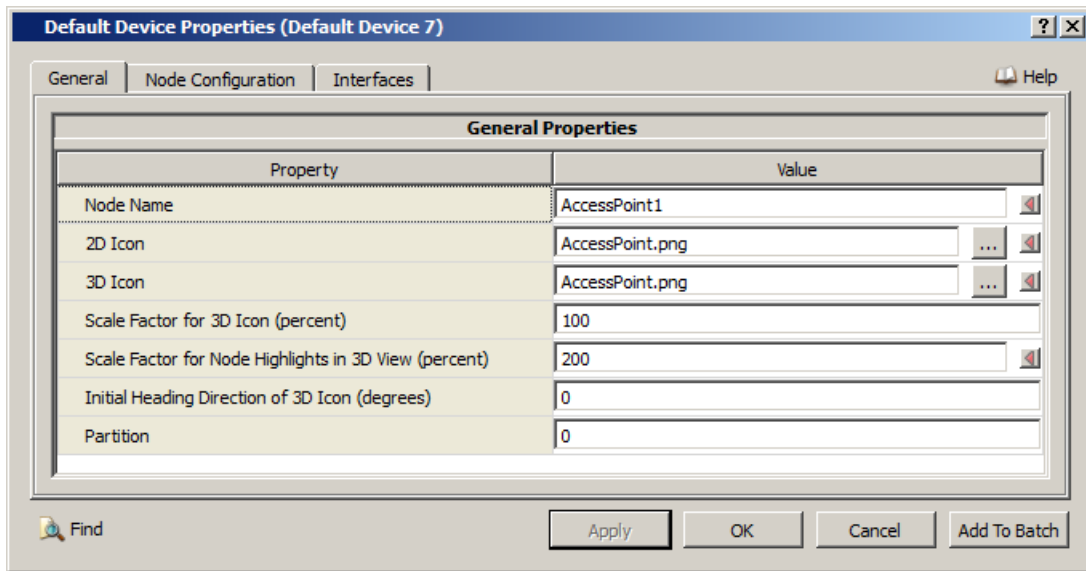 Default Device Properties (Default Device 7) ? X
General Node Configuration Interfaces Help
General Properties
Property Value
Node Name AccessPoint1
2D Icon AccessPoint.png ...
3D Icon AccessPoint.png ...
Scale Factor for 3D Icon (percent) 100
Scale Factor for Node Highlights in 3D View (percent) 200
Initial Heading Direction of 3D Icon (degrees) 0
Partition 0
Find Apply OK Cancel Add To Batch